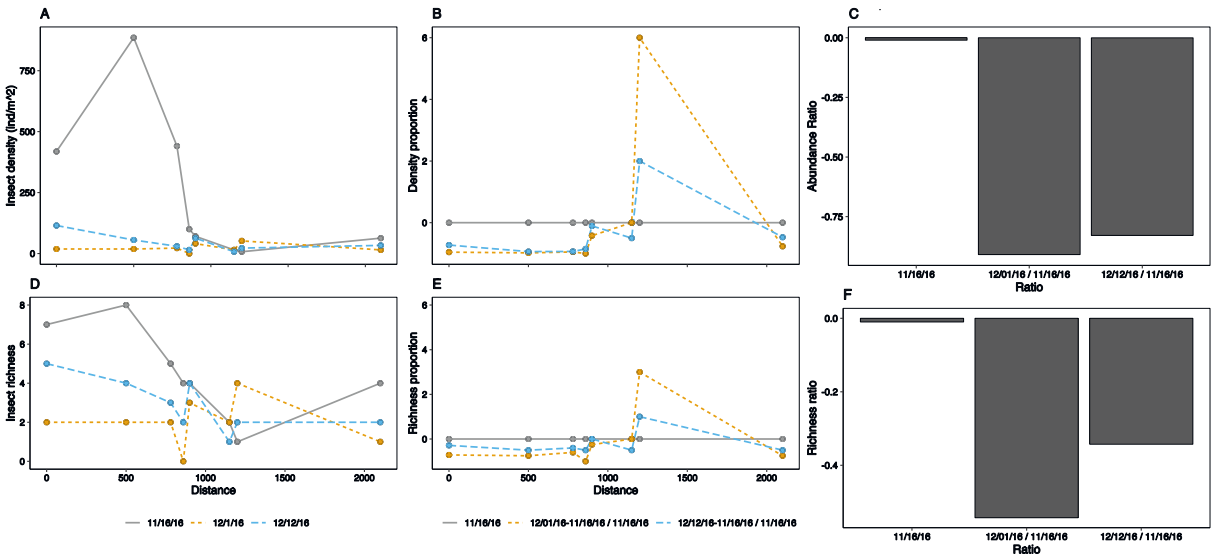 A
Insect density (Ind/m^2)
750
500
250
0
B
Density proportion
6
4
2
0
C
Abundance Ratio
0.00
-0.25
-0.50
-0.75
11/16/16 12/01/16 / 11/16/16 12/12/16 / 11/16/16
Ratio
D
Insect richness
8
6
4
2
0
0 500 1000 1500 2000
Distance
11/16/16 12/1/16 12/12/16
E
Richness proportion
6
4
2
0
0 500 1000 1500 2000
Distance
11/16/16 12/01/16-11/16/16 / 11/16/16 12/12/16-11/16/16 / 11/16/16
F
Richness ratio
0.0
-0.2
-0.4
11/16/16 12/01/16 / 11/16/16 12/12/16 / 11/16/16
Ratio